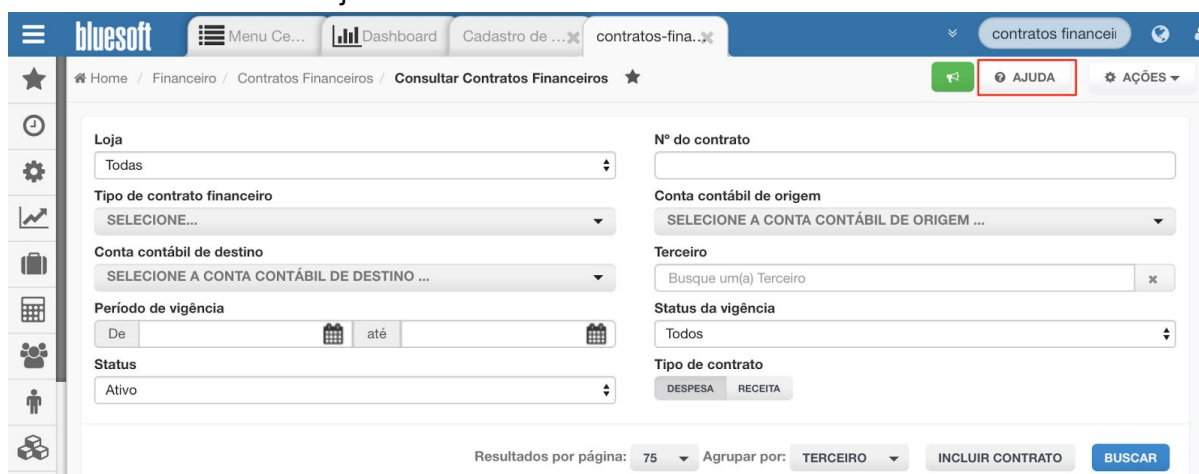 bluesoft Menu Ce... Dashboard Cadastro de ... contratos-fina... contratos financei
Home / Financeiro / Contratos Financeiros / Consultar Contratos Financeiros AJUDA AÇÕES
Loja Nº do contrato
Todas
Tipo de contrato financeiro Conta contábil de origem
SELECIONE... SELECIONE A CONTA CONTÁBIL DE ORIGEM ...
Conta contábil de destino Terceiro
SELECIONE A CONTA CONTÁBIL DE DESTINO ... Busque um(a) Terceiro
Período de vigência Status da vigência
De até Todos
Status Tipo de contrato
Ativo DESPESA RECEITA
Resultados por página: 75 Agrupar por: TERCEIRO INCLUIR CONTRATO BUSCAR